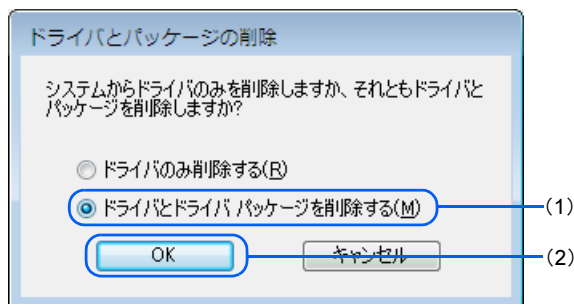 ドライバとパッケージの削除
システムからドライバのみを削除しますか、それともドライバと
パッケージを削除しますか?
ドライバのみ削除する(R)
ドライバとドライバ パッケージを削除する(M)
(1)
OK
キャンセル
(2)